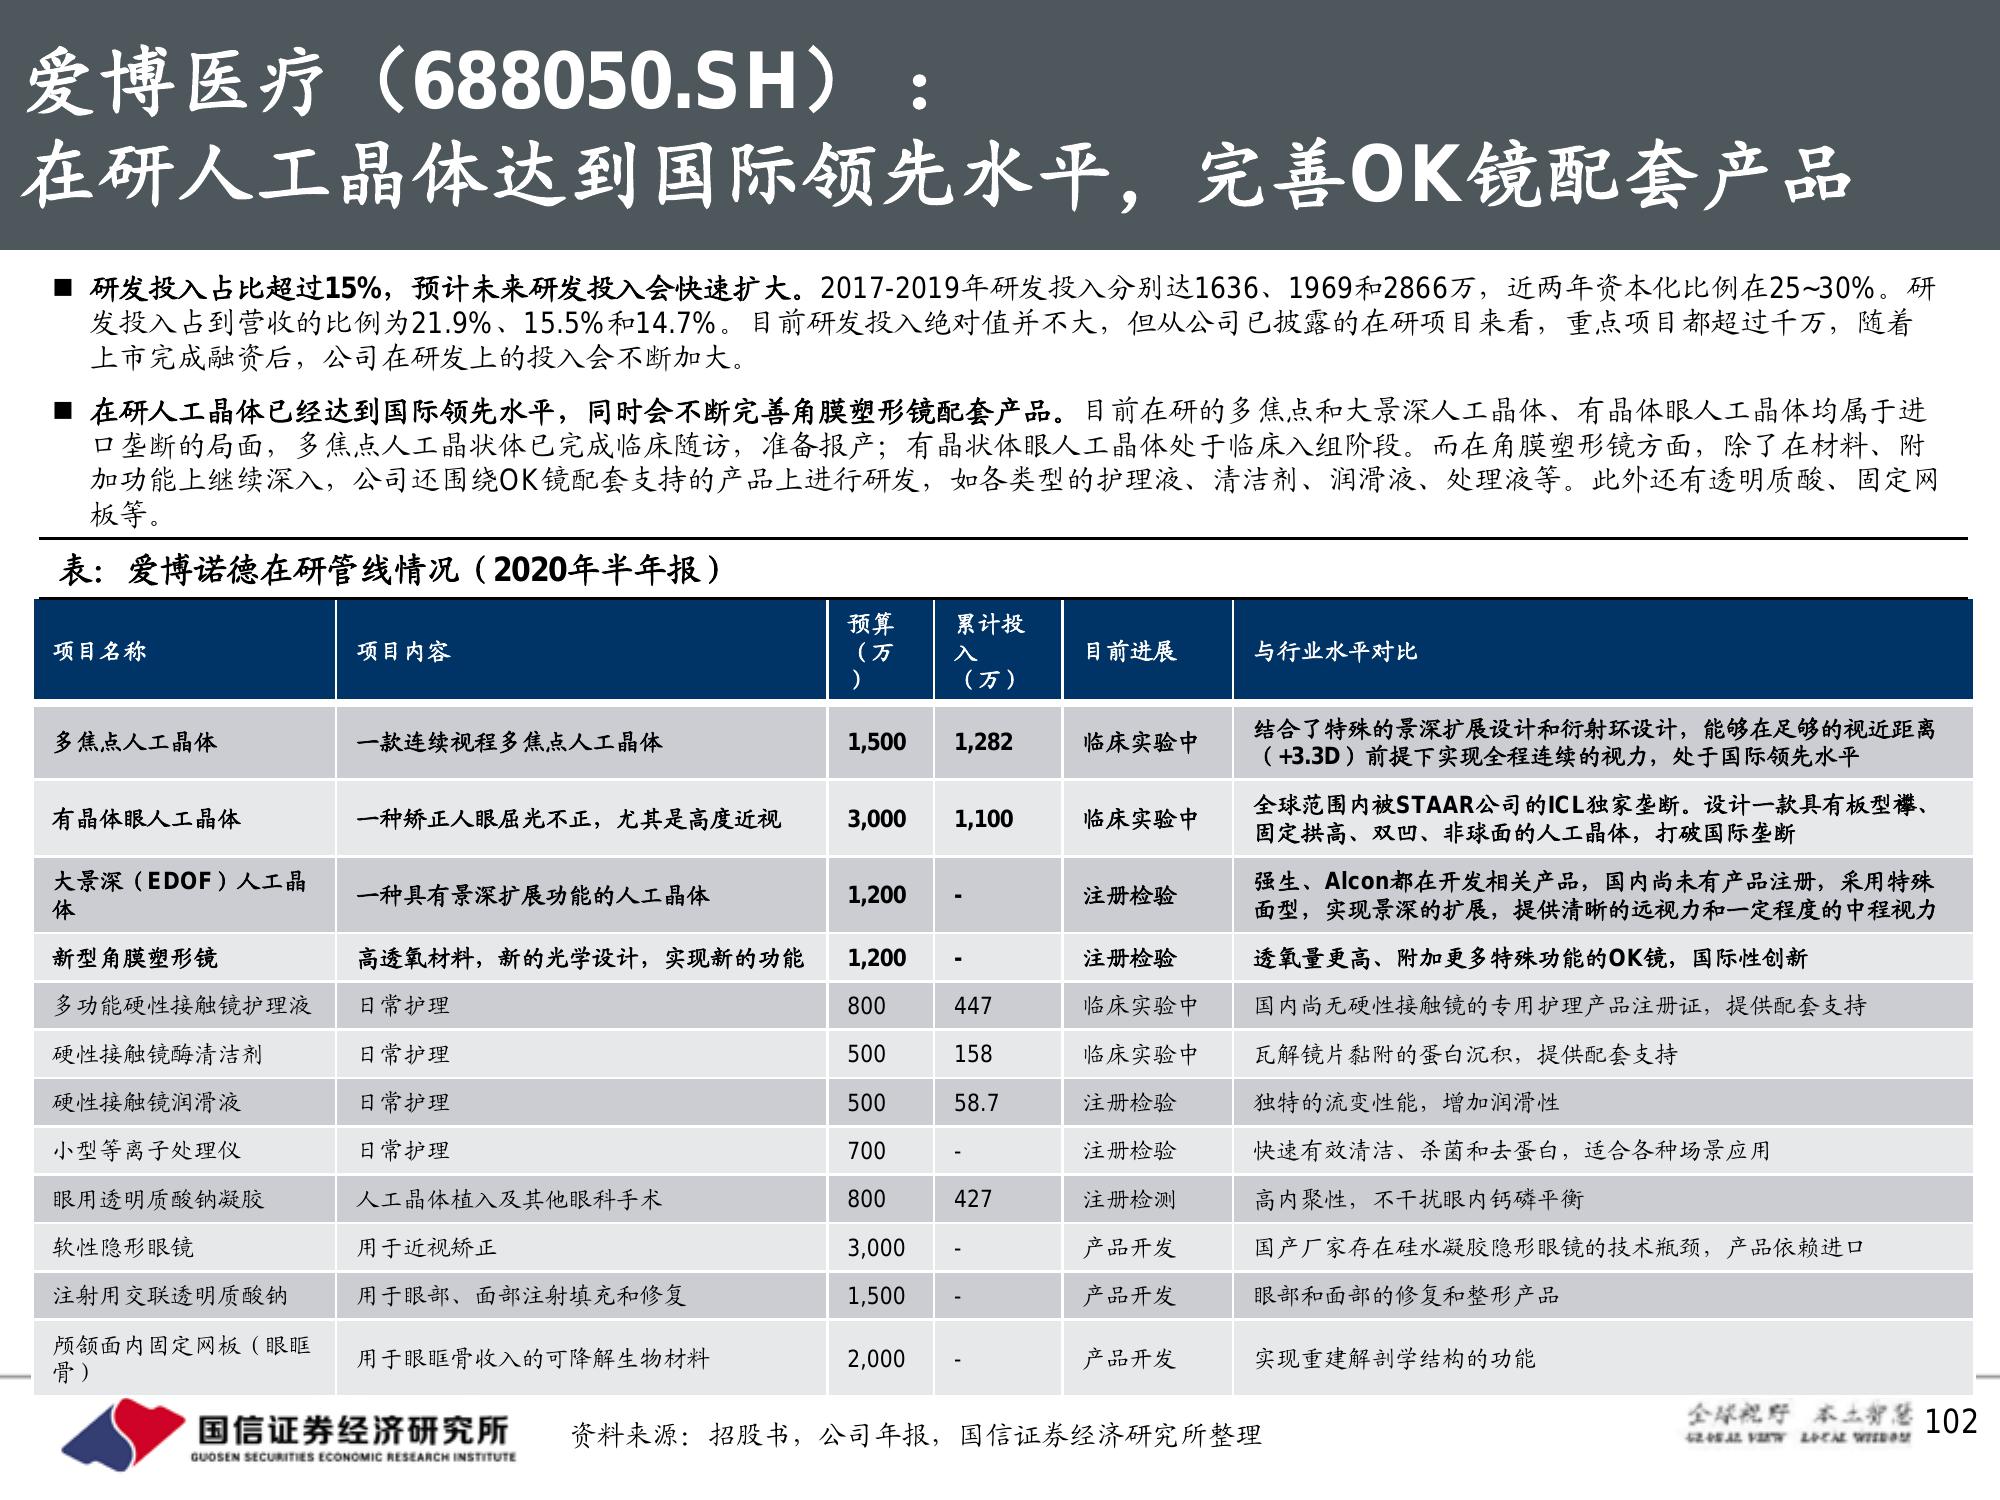 爱博医疗（688050.SH）：
在研人工晶体达到国际领先水平，完善OK镜配套产品
■ 研发投入占比超过15%，预计未来研发投入会快速扩大。2017-2019年研发投入分别达1636、1969和2866万，近两年资本化比例在25~30%。研
发投入占到营收的比例为21.9%、15.5%和14.7%。目前研发投入绝对值并不大，但从公司已披露的在研项目来看，重点项目都超过千万，随着
上市完成融资后，公司在研发上的投入会不断加大。
■ 在研人工晶体已经达到国际领先水平，同时会不断完善角膜塑形镜配套产品。目前在研的多焦点和大景深人工晶体、有晶体眼人工晶体均属于进
口垄断的局面，多焦点人工晶状体已完成临床随访，准备报产；有晶状体眼人工晶体处于临床入组阶段。而在角膜塑形镜方面，除了在材料、附
加功能上继续深入，公司还围绕OK镜配套支持的产品上进行研发，如各类型的护理液、清洁剂、润滑液、处理液等。此外还有透明质酸、固定网
板等。
表：爱博诺德在研管线情况（2020年半年报）
项目名称 项目内容 预算（万） 累计投入（万） 目前进展 与行业水平对比
多焦点人工晶体 一款连续视程多焦点人工晶体 1,500 1,282 临床实验中 结合了特殊的景深扩展设计和衍射环设计，能够在足够的视近距离
（+3.3D）前提下实现全程连续的视力，处于国际领先水平
有晶体眼人工晶体 一种矫正人眼屈光不正，尤其是高度近视 3,000 1,100 临床实验中 全球范围内被STAAR公司的ICL独家垄断。设计一款具有板型襻、
固定拱高、双凹、非球面的人工晶体，打破国际垄断
大景深（EDOF）人工晶
体 一种具有景深扩展功能的人工晶体 1,200 - 注册检验 强生、Alcon都在开发相关产品，国内尚未有产品注册，采用特殊
面型，实现景深的扩展，提供清晰的远视力和一定程度的中程视力
新型角膜塑形镜 高透氧材料，新的光学设计，实现新的功能 1,200 - 注册检验 透氧量更高、附加更多特殊功能的OK镜，国际性创新
多功能硬性接触镜护理液 日常护理 800 447 临床实验中 国内尚无硬性接触镜的专用护理产品注册证，提供配套支持
硬性接触镜酶清洁剂 日常护理 500 158 临床实验中 瓦解镜片黏附的蛋白沉积，提供配套支持
硬性接触镜润滑液 日常护理 500 58.7 注册检验 独特的流变性能，增加润滑性
小型等离子处理仪 日常护理 700 - 注册检验 快速有效清洁、杀菌和去蛋白，适合各种场景应用
眼用透明质酸钠凝胶 人工晶体植入及其他眼科手术 800 427 注册检测 高内聚性，不干扰眼内钙磷平衡
软性隐形眼镜 用于近视矫正 3,000 - 产品开发 国产厂家存在硅水凝胶隐形眼镜的技术瓶颈，产品依赖进口
注射用交联透明质酸钠 用于眼部、面部注射填充和修复 1,500 - 产品开发 眼部和面部的修复和整形产品
颅颌面内固定网板（眼眶
骨） 用于眼眶骨收入的可降解生物材料 2,000 - 产品开发 实现重建解剖学结构的功能
国信证券经济研究所
GUOSEN SECURITIES ECONOMIC RESEARCH INSTITUTE
资料来源：招股书，公司年报，国信证券经济研究所整理
全球视野 本土智慧
GLOBAL VIEW LOCAL WISDOM
102